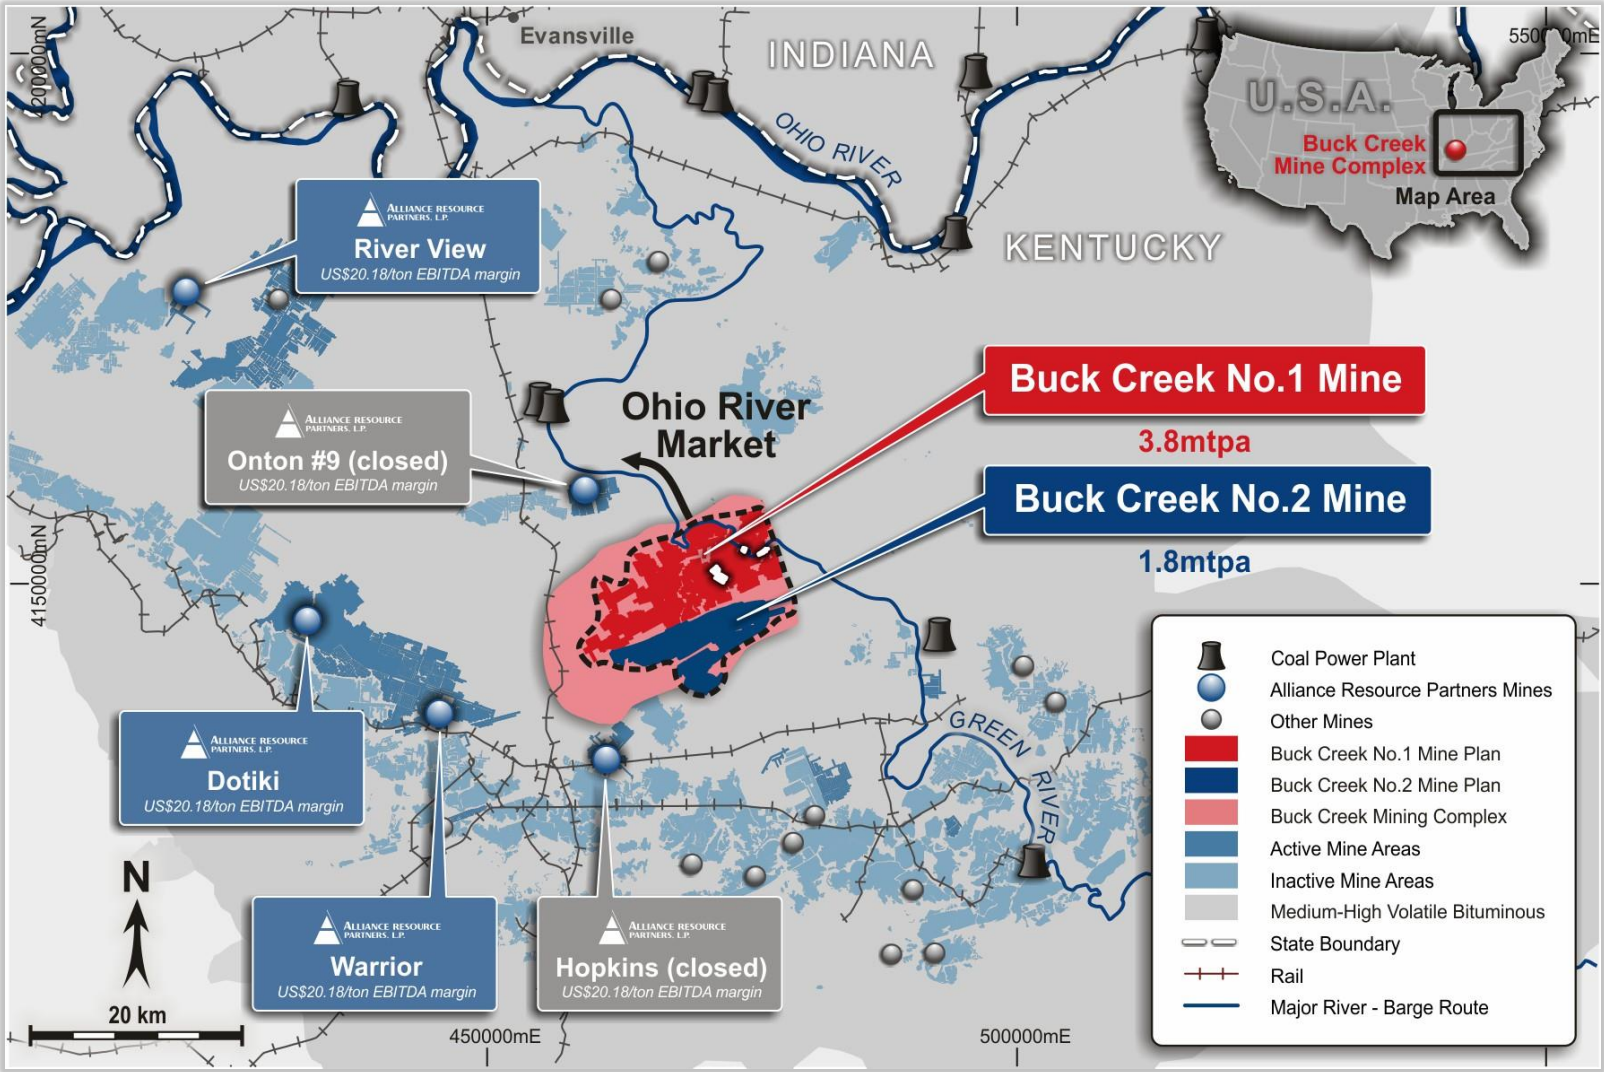 Evansville
INDIANA
550000mE
4200000mN
U.S.A.
Buck Creek
Mine Complex
Map Area
OHIO RIVER
KENTUCKY
ALLIANCE RESOURCE
PARTNERS, L.P.
River View
US$20.18/ton EBITDA margin
ALLIANCE RESOURCE
PARTNERS, L.P.
Onton #9 (closed)
US$20.18/ton EBITDA margin
Ohio River
Market
Buck Creek No.1 Mine
3.8mtpa
Buck Creek No.2 Mine
1.8mtpa
4150000mN
ALLIANCE RESOURCE
PARTNERS, L.P.
Dotiki
US$20.18/ton EBITDA margin
GREEN RIVER
ALLIANCE RESOURCE
PARTNERS, L.P.
Warrior
US$20.18/ton EBITDA margin
ALLIANCE RESOURCE
PARTNERS, L.P.
Hopkins (closed)
US$20.18/ton EBITDA margin
N
20 km
450000mE
500000mE
Coal Power Plant
Alliance Resource Partners Mines
Other Mines
Buck Creek No.1 Mine Plan
Buck Creek No.2 Mine Plan
Buck Creek Mining Complex
Active Mine Areas
Inactive Mine Areas
Medium-High Volatile Bituminous
State Boundary
Rail
Major River - Barge Route